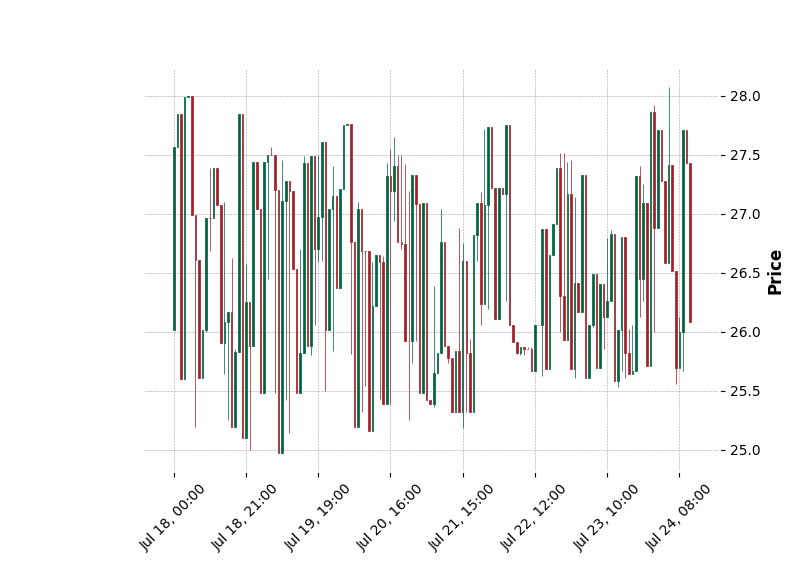 28.0
27.5
27.0
26.5
26.0
25.5
25.0
Price
Jul 18, 00:00
Jul 18, 21:00
Jul 19, 19:00
Jul 20, 16:00
Jul 21, 15:00
Jul 22, 12:00
Jul 23, 10:00
Jul 24, 08:00